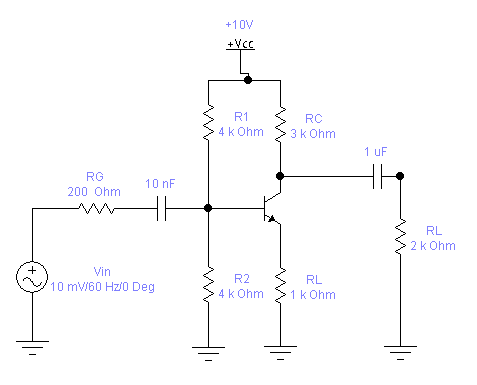 +10V
+Vcc
R1
4 k Ohm
RC
3 k Ohm
1 uF
RG
200 Ohm
10 nF
RL
2 k Ohm
Vin
10 mV/60 Hz/0 Deg
R2
4 k Ohm
RL
1 k Ohm